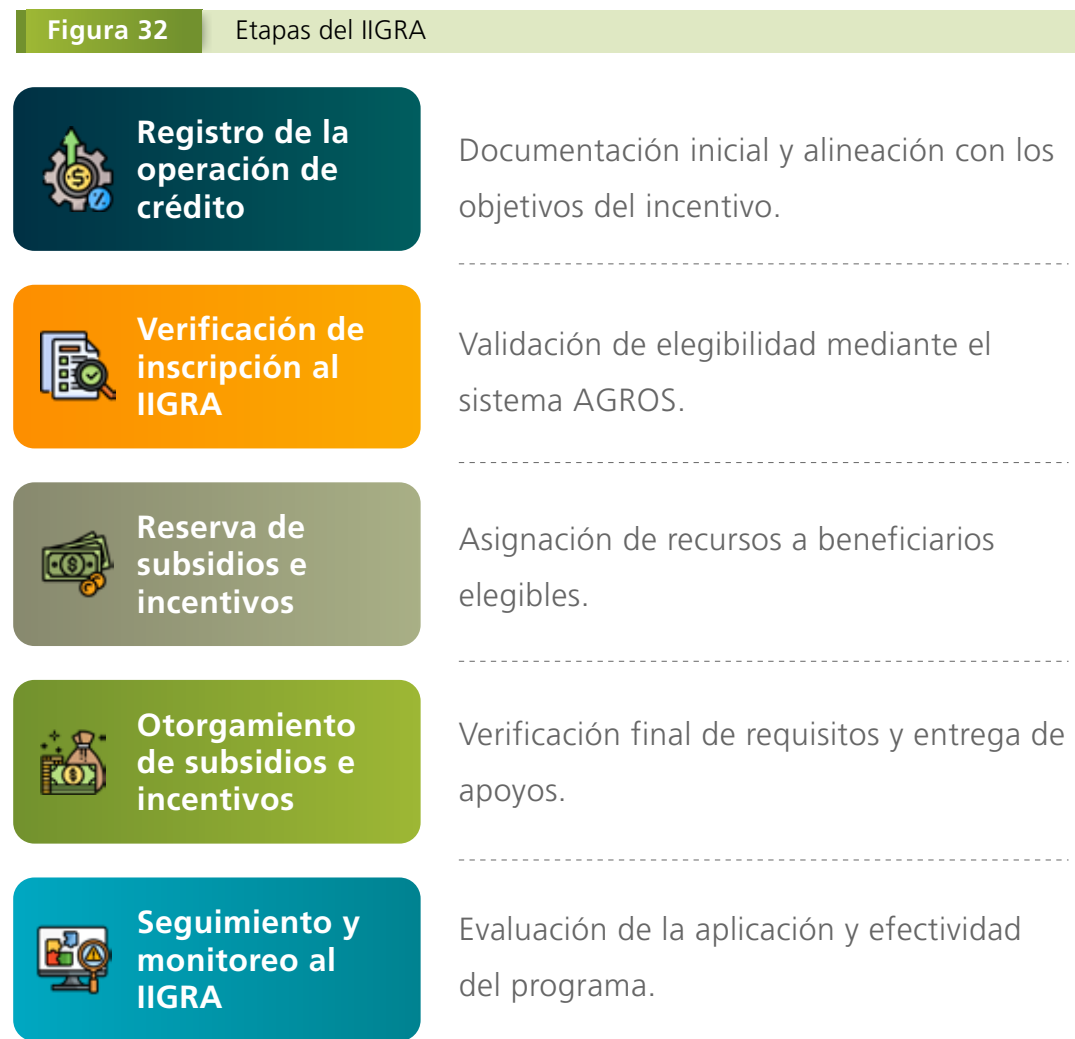 Figura 32 Etapas del IIGRA
Registro de la
operación de
crédito
Documentación inicial y alineación con los
objetivos del incentivo.
Verificación de
inscripción al
IIGRA
Validación de elegibilidad mediante el
sistema AGROS.
Reserva de
subsidios e
incentivos
Asignación de recursos a beneficiarios
elegibles.
Otorgamiento
de subsidios e
incentivos
Verificación final de requisitos y entrega de
apoyos.
Seguimiento y
monitoreo al
IIGRA
Evaluación de la aplicación y efectividad
del programa.